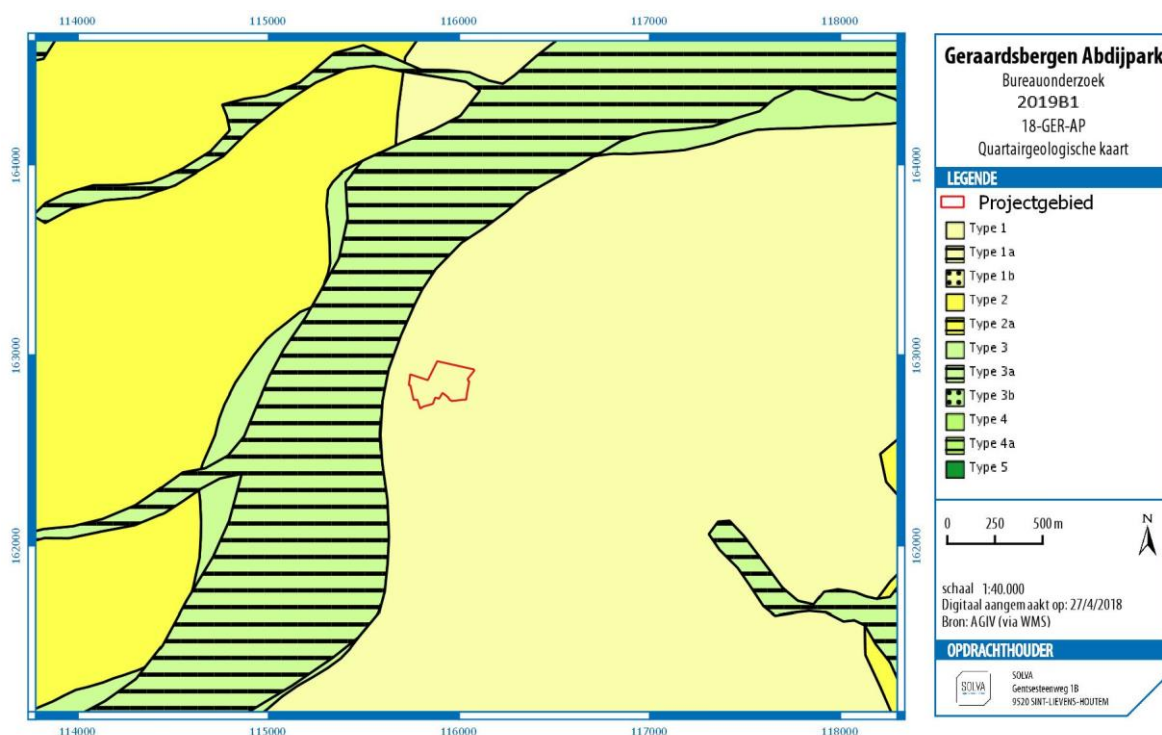 114000 115000 116000 117000 118000
164000
163000
162000
164000
163000
162000
114000 115000 116000 117000 118000
Geraardsbergen Abdijpark
Bureauonderzoek
2019B1
18-GER-AP
Quartairgeologische kaart
LEGENDE
Projectgebied
Type 1
Type 1a
Type 1b
Type 2
Type 2a
Type 3
Type 3a
Type 3b
Type 4
Type 4a
Type 5
0 250 500 m
N
schaal 1:40.000
Digitaal aangemaakt op: 27/4/2018
Bron: AGIV (via WMS)
OPDRACHTHOUDER
SOLVA
SOLVA
Gentsesteenweg 1B
9520 SINT-LIEVENS-HOUTEM